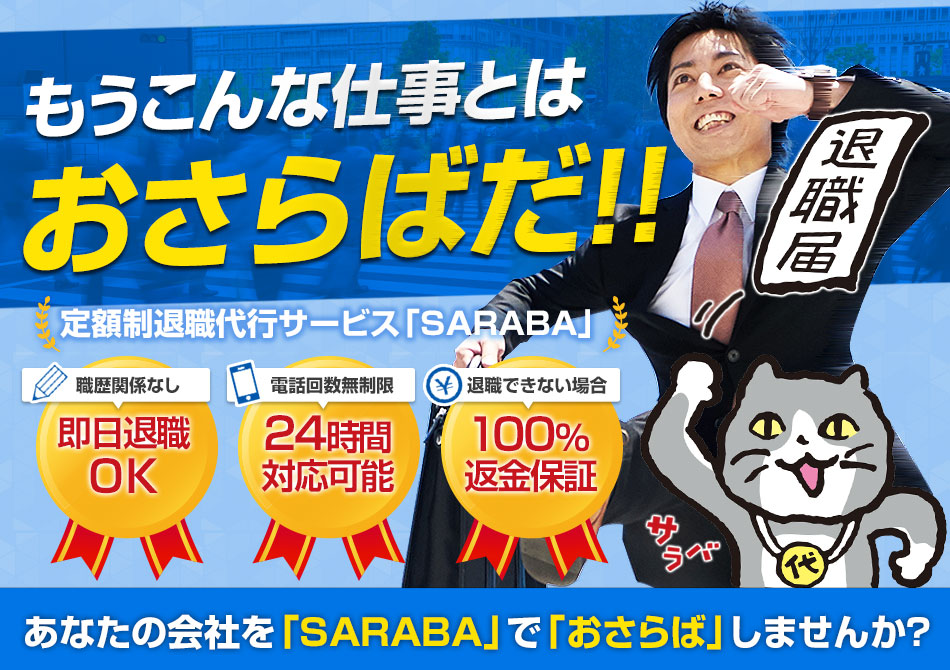 もうこんな仕事とは
おさらばだ!!
退職届
定額制退職代行サービス「SARABA」
職歴関係なし
即日退職
OK
電話回数無制限
24時間
対応可能
¥
退職できない場合
100%
返金保証
サラバ
代
あなたの会社を「SARABA」で「おさらば」しませんか?